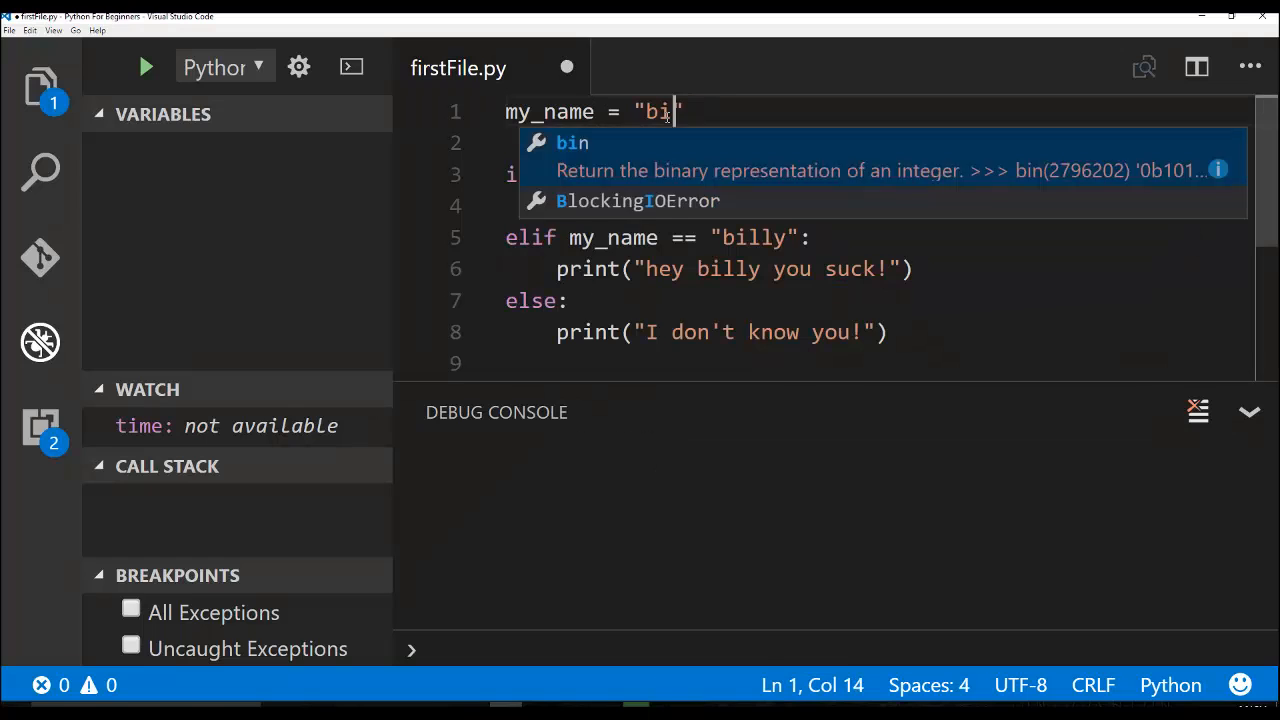 ● firstFile.py - Python For Beginners - Visual Studio Code
File Edit View Go Help
Python
firstFile.py
1
VARIABLES
1 my_name = "bi"
2 bin
Return the binary representation of an integer. >>> bin(2796202) '0b101...
3 i
4 BlockingIOError
5 elif my_name == "billy":
6 print("hey billy you suck!")
7 else:
8 print("I don't know you!")
9
WATCH
time: not available
2
CALL STACK
BREAKPOINTS
All Exceptions
Uncaught Exceptions
DEBUG CONSOLE
0 0
Ln 1, Col 14 Spaces: 4 UTF-8 CRLF Python